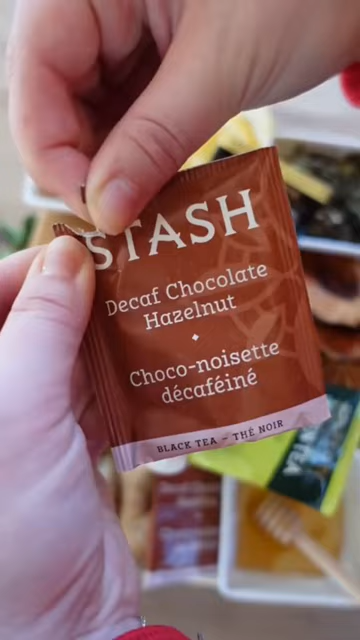 STASH
Decaf Chocolate
Hazelnut
Choco-noisette
décaféiné
BLACK TEA - THÉ NOIR